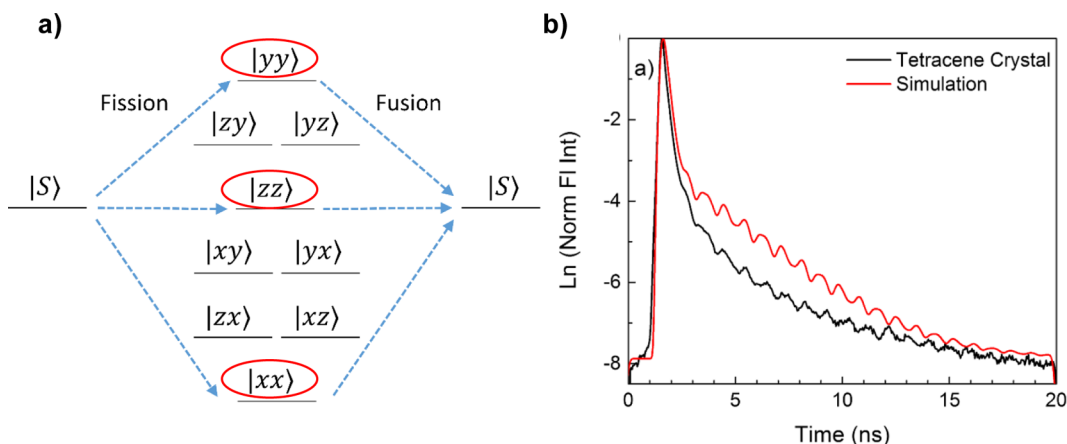 a)
|yy⟩
Fission
Fusion
|zy⟩ |yz⟩
|S⟩
|zz⟩
|S⟩
|xy⟩ |yx⟩
|zx⟩ |xz⟩
|xx⟩
b)
a)
Tetracene Crystal
Simulation
Ln (Norm Fl Int)
-2
-4
-6
-8
0 5 10 15 20
Time (ns)